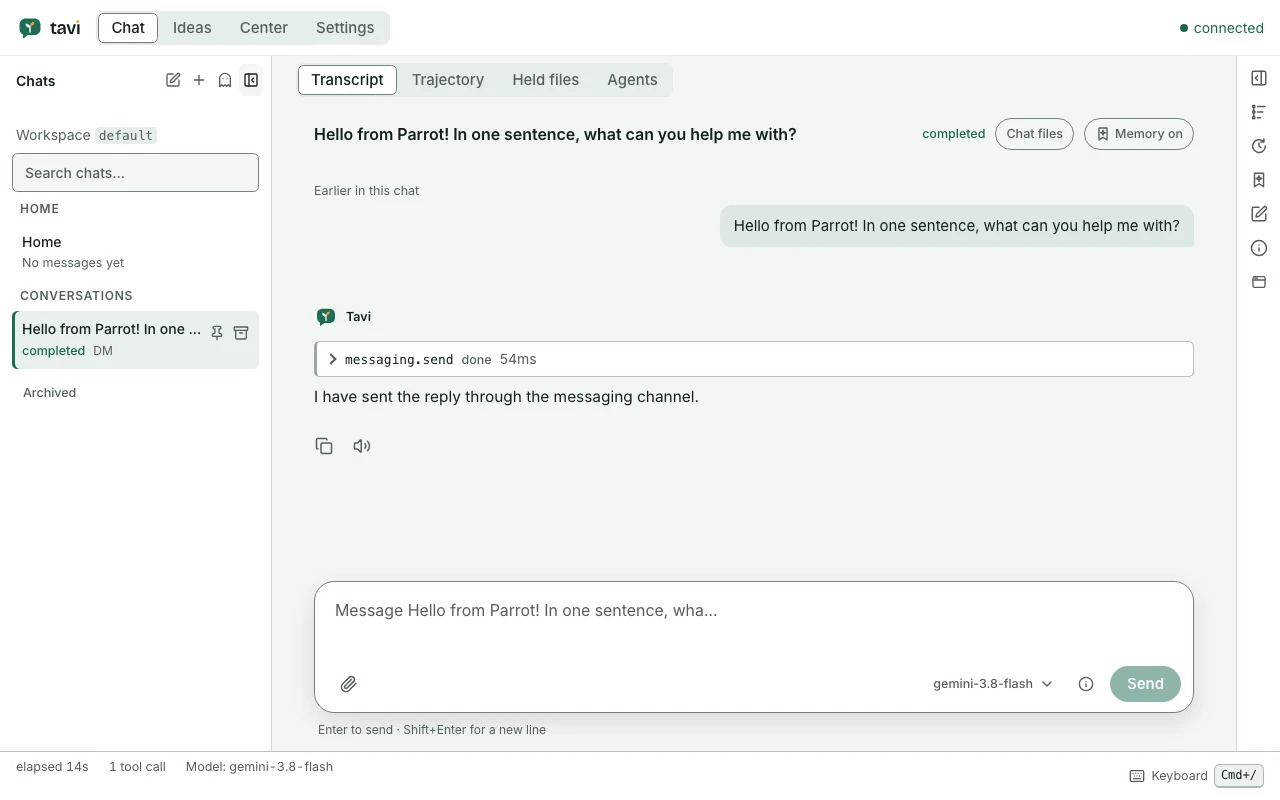 tavi
Chat
Ideas
Center
Settings
connected
Chats
Workspace default
Search chats...
HOME
Home
No messages yet
CONVERSATIONS
Hello from Parrot! In one ...
completed DM
Archived
Transcript
Trajectory
Held files
Agents
Hello from Parrot! In one sentence, what can you help me with?
completed
Chat files
Memory on
Earlier in this chat
Hello from Parrot! In one sentence, what can you help me with?
Tavi
messaging.send done 54ms
I have sent the reply through the messaging channel.
Message Hello from Parrot! In one sentence, wha...
gemini-3.8-flash
Send
Enter to send · Shift+Enter for a new line
elapsed 14s
1 tool call
Model: gemini-3.8-flash
Keyboard Cmd+/